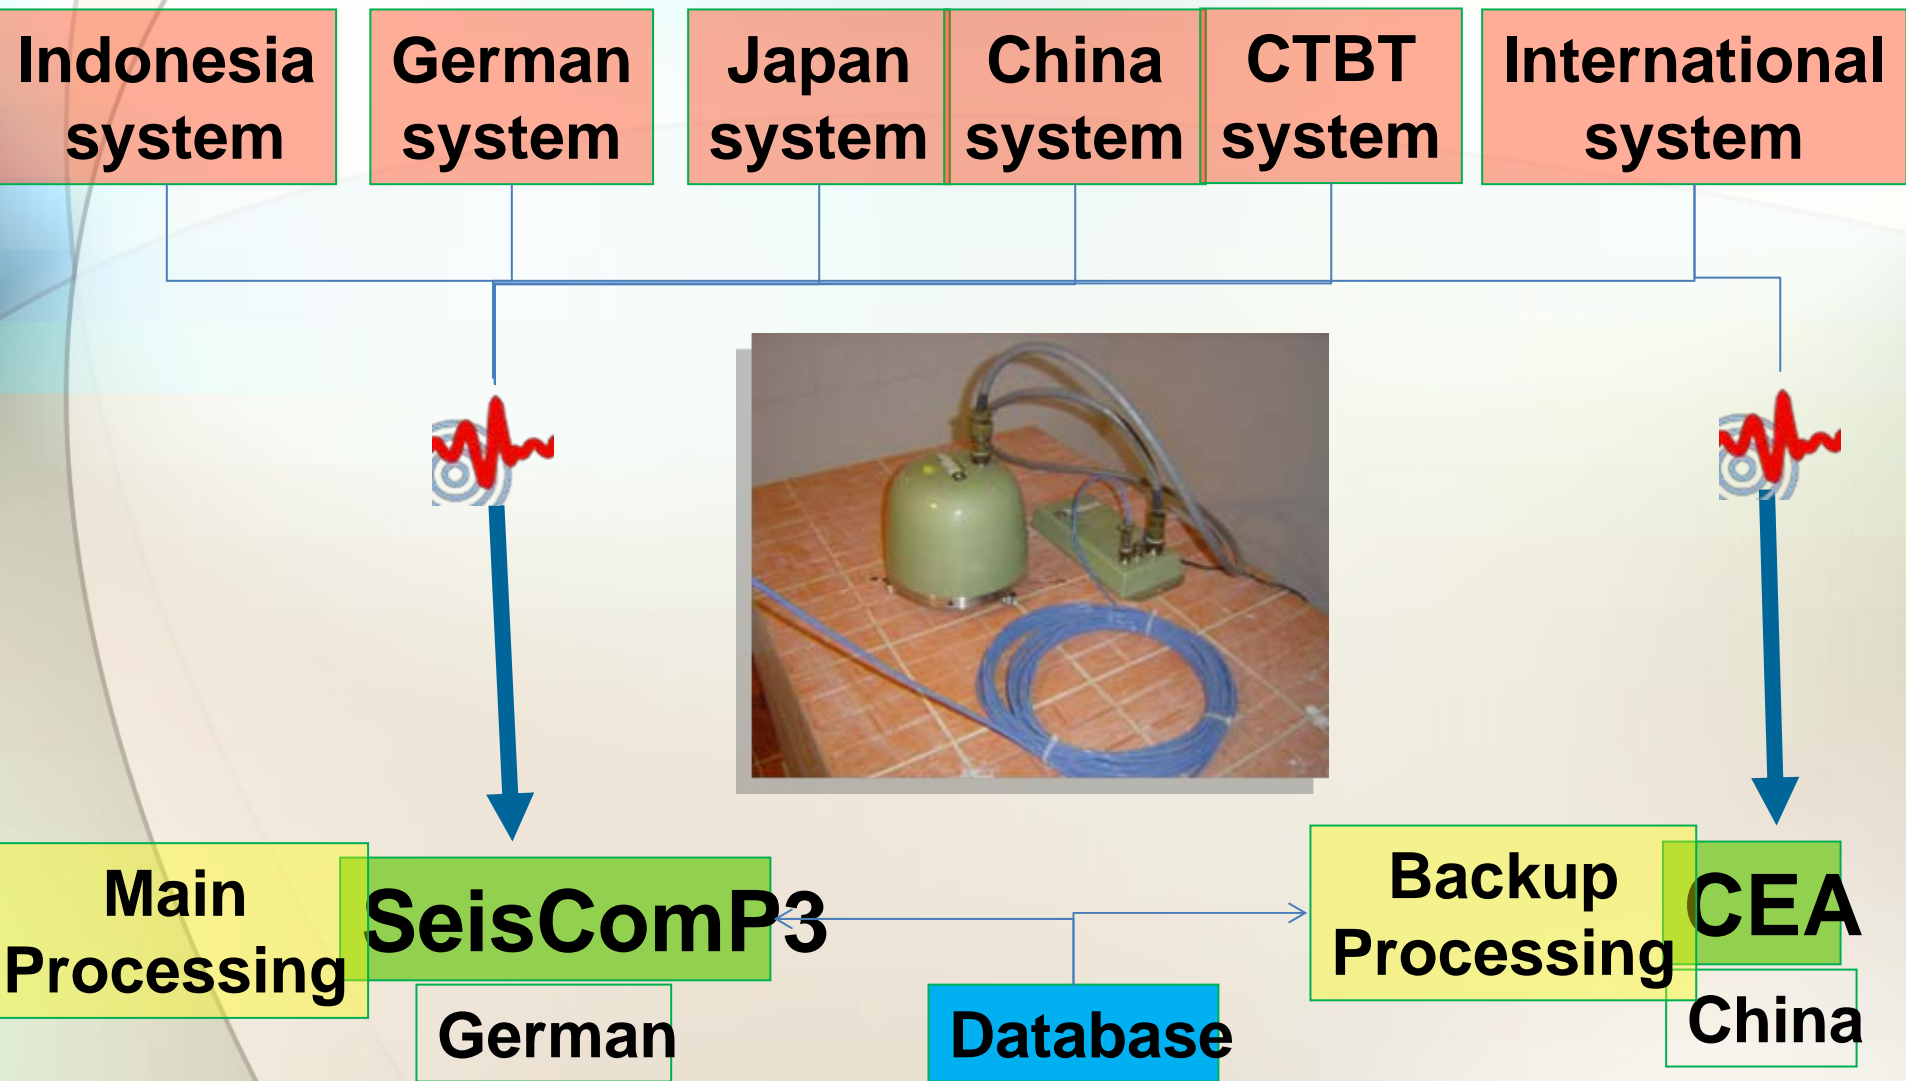 Indonesia
system
German
system
Japan
system
China
system
CTBT
system
International
system
Main
Processing
SeisComP3
German
Database
Backup
Processing
CEA
China